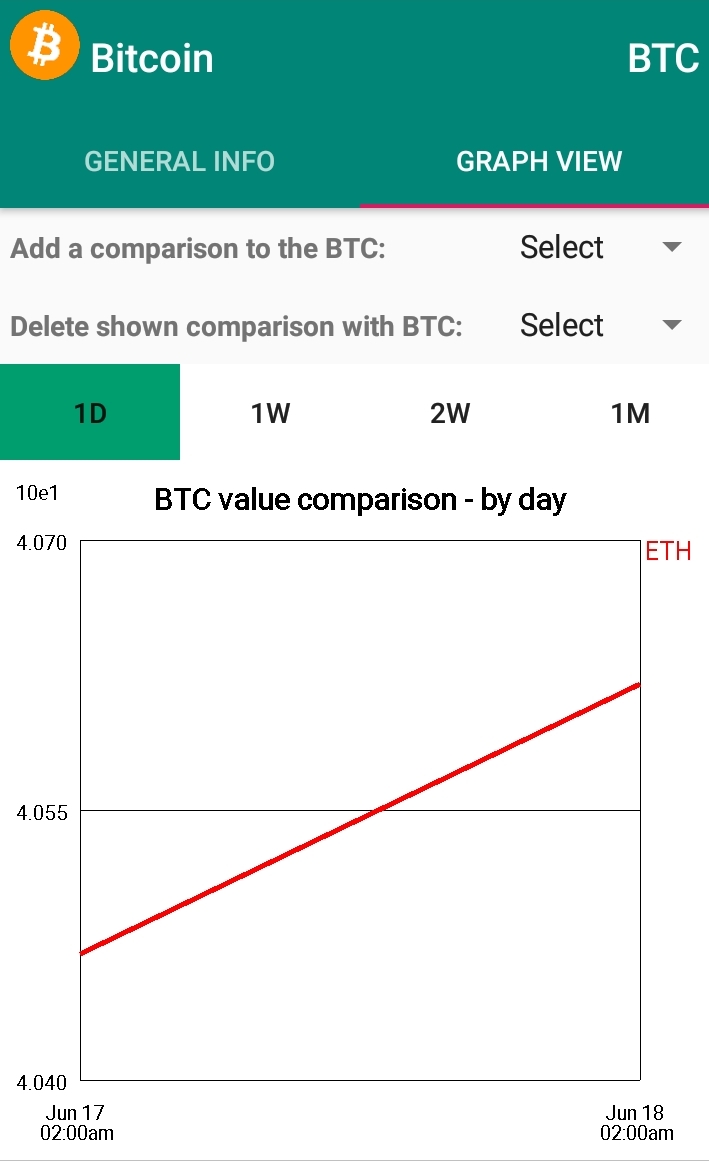 Bitcoin
BTC
GENERAL INFO
GRAPH VIEW
Add a comparison to the BTC:
Select
Delete shown comparison with BTC:
Select
1D
1W
2W
1M
10e1
BTC value comparison - by day
4.070
ETH
4.055
4.040
Jun 17
02:00am
Jun 18
02:00am